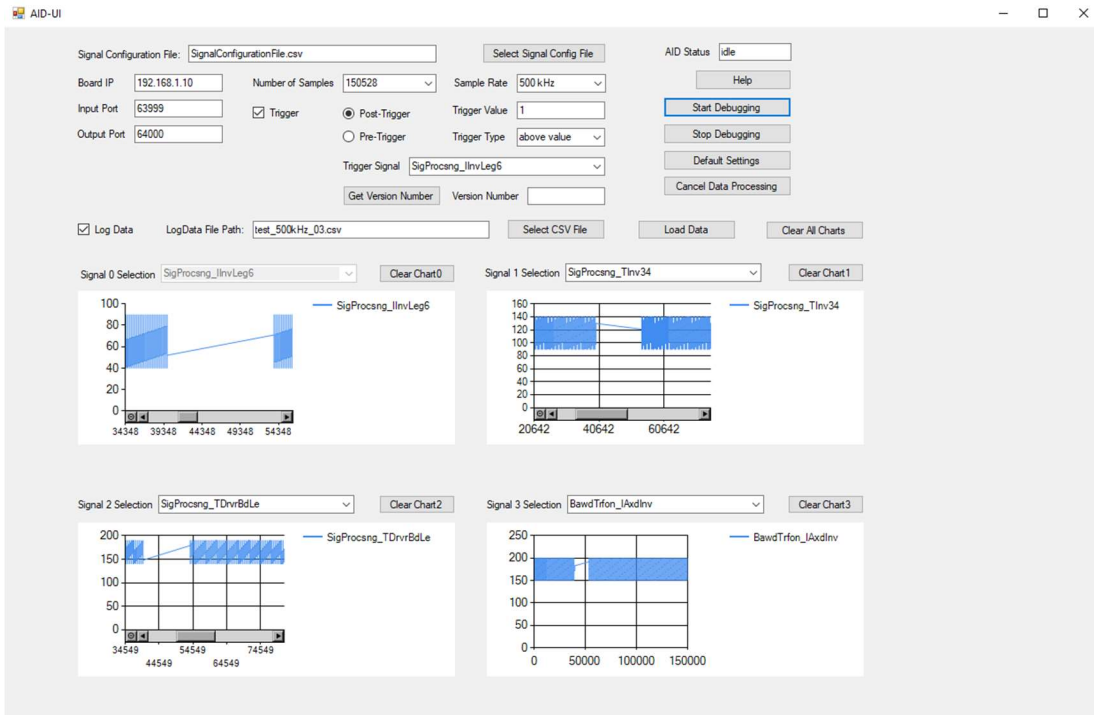 AID-UI
Signal Configuration File: SignalConfigurationFile.csv Select Signal Config File AID Status idle
Board IP 192.168.1.10 Number of Samples 150528 Sample Rate 500 kHz Help
Input Port 63999 Trigger Post-Trigger Trigger Value 1 Start Debugging
Output Port 64000 Pre-Trigger Trigger Type above value Stop Debugging
Trigger Signal SigProcsng_IInvLeg6 Default Settings
Get Version Number Version Number Cancel Data Processing
Log Data LogData File Path: test_500kHz_03.csv Select CSV File Load Data Clear All Charts
Signal 0 Selection SigProcsng_IInvLeg6 Clear Chart0
SigProcsng_IInvLeg6
100
80
60
40
20
0
34348 39348 44348 49348 54348
Signal 1 Selection SigProcsng_TInv34 Clear Chart1
SigProcsng_TInv34
160
140
120
100
80
60
40
20
0
20642 40642 60642
Signal 2 Selection SigProcsng_TDrvrBdLe Clear Chart2
SigProcsng_TDrvrBdLe
200
150
100
50
0
34549 54549 74549
44549 64549
Signal 3 Selection BawdTrfon_IAxdInv Clear Chart3
BawdTrfon_IAxdInv
250
200
150
100
50
0
0 50000 100000 150000